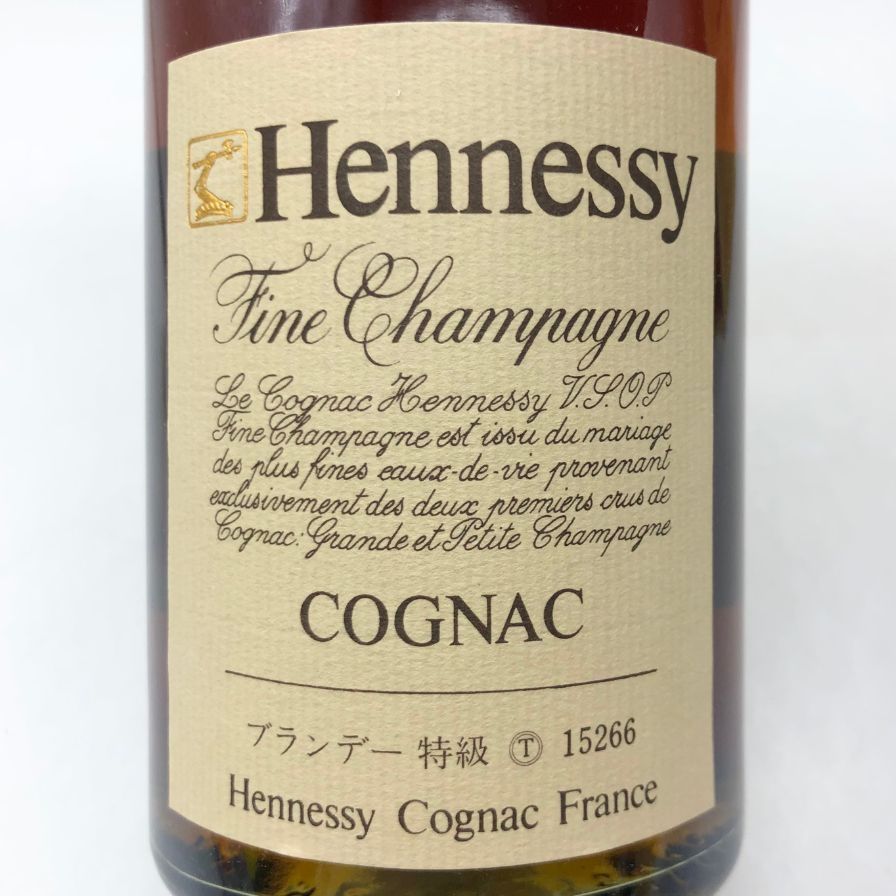 Hennessy
Fine Champagne
Le Cognac Hennessy V.S.O.P
Fine Champagne est issu du mariage
des plus fines eaux-de-vie provenant
exclusivement des deux premiers crus de
Cognac: Grande et Petite Champagne
COGNAC
ブランデー 特級 Ⓣ 15266
Hennessy Cognac France